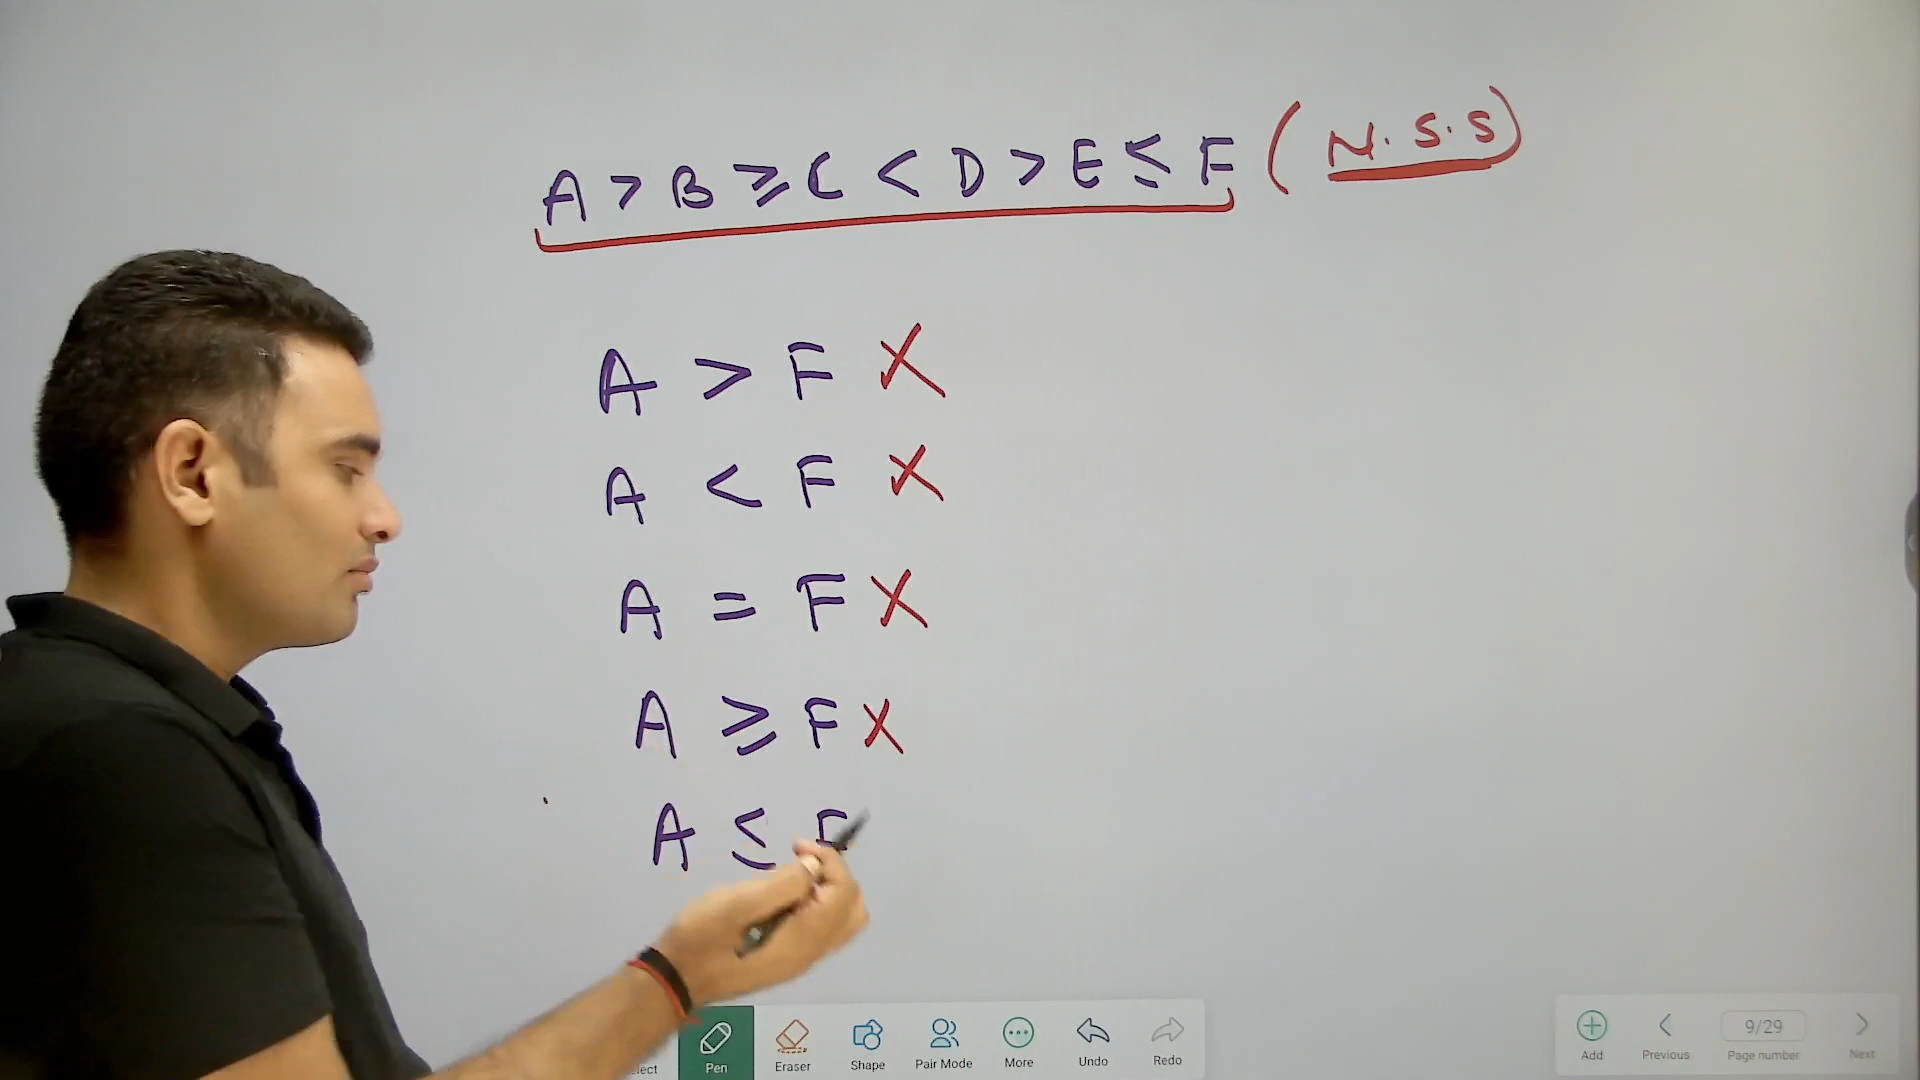 A > B ≥ C < D > E ≤ F ( N.S.S )
A > F X
A < F X
A = F X
A ≥ F X
A ≤ F
Pen
Eraser
Shape
Pair Mode
More
Undo
Redo
Add
Previous
9/29
Page number
Next